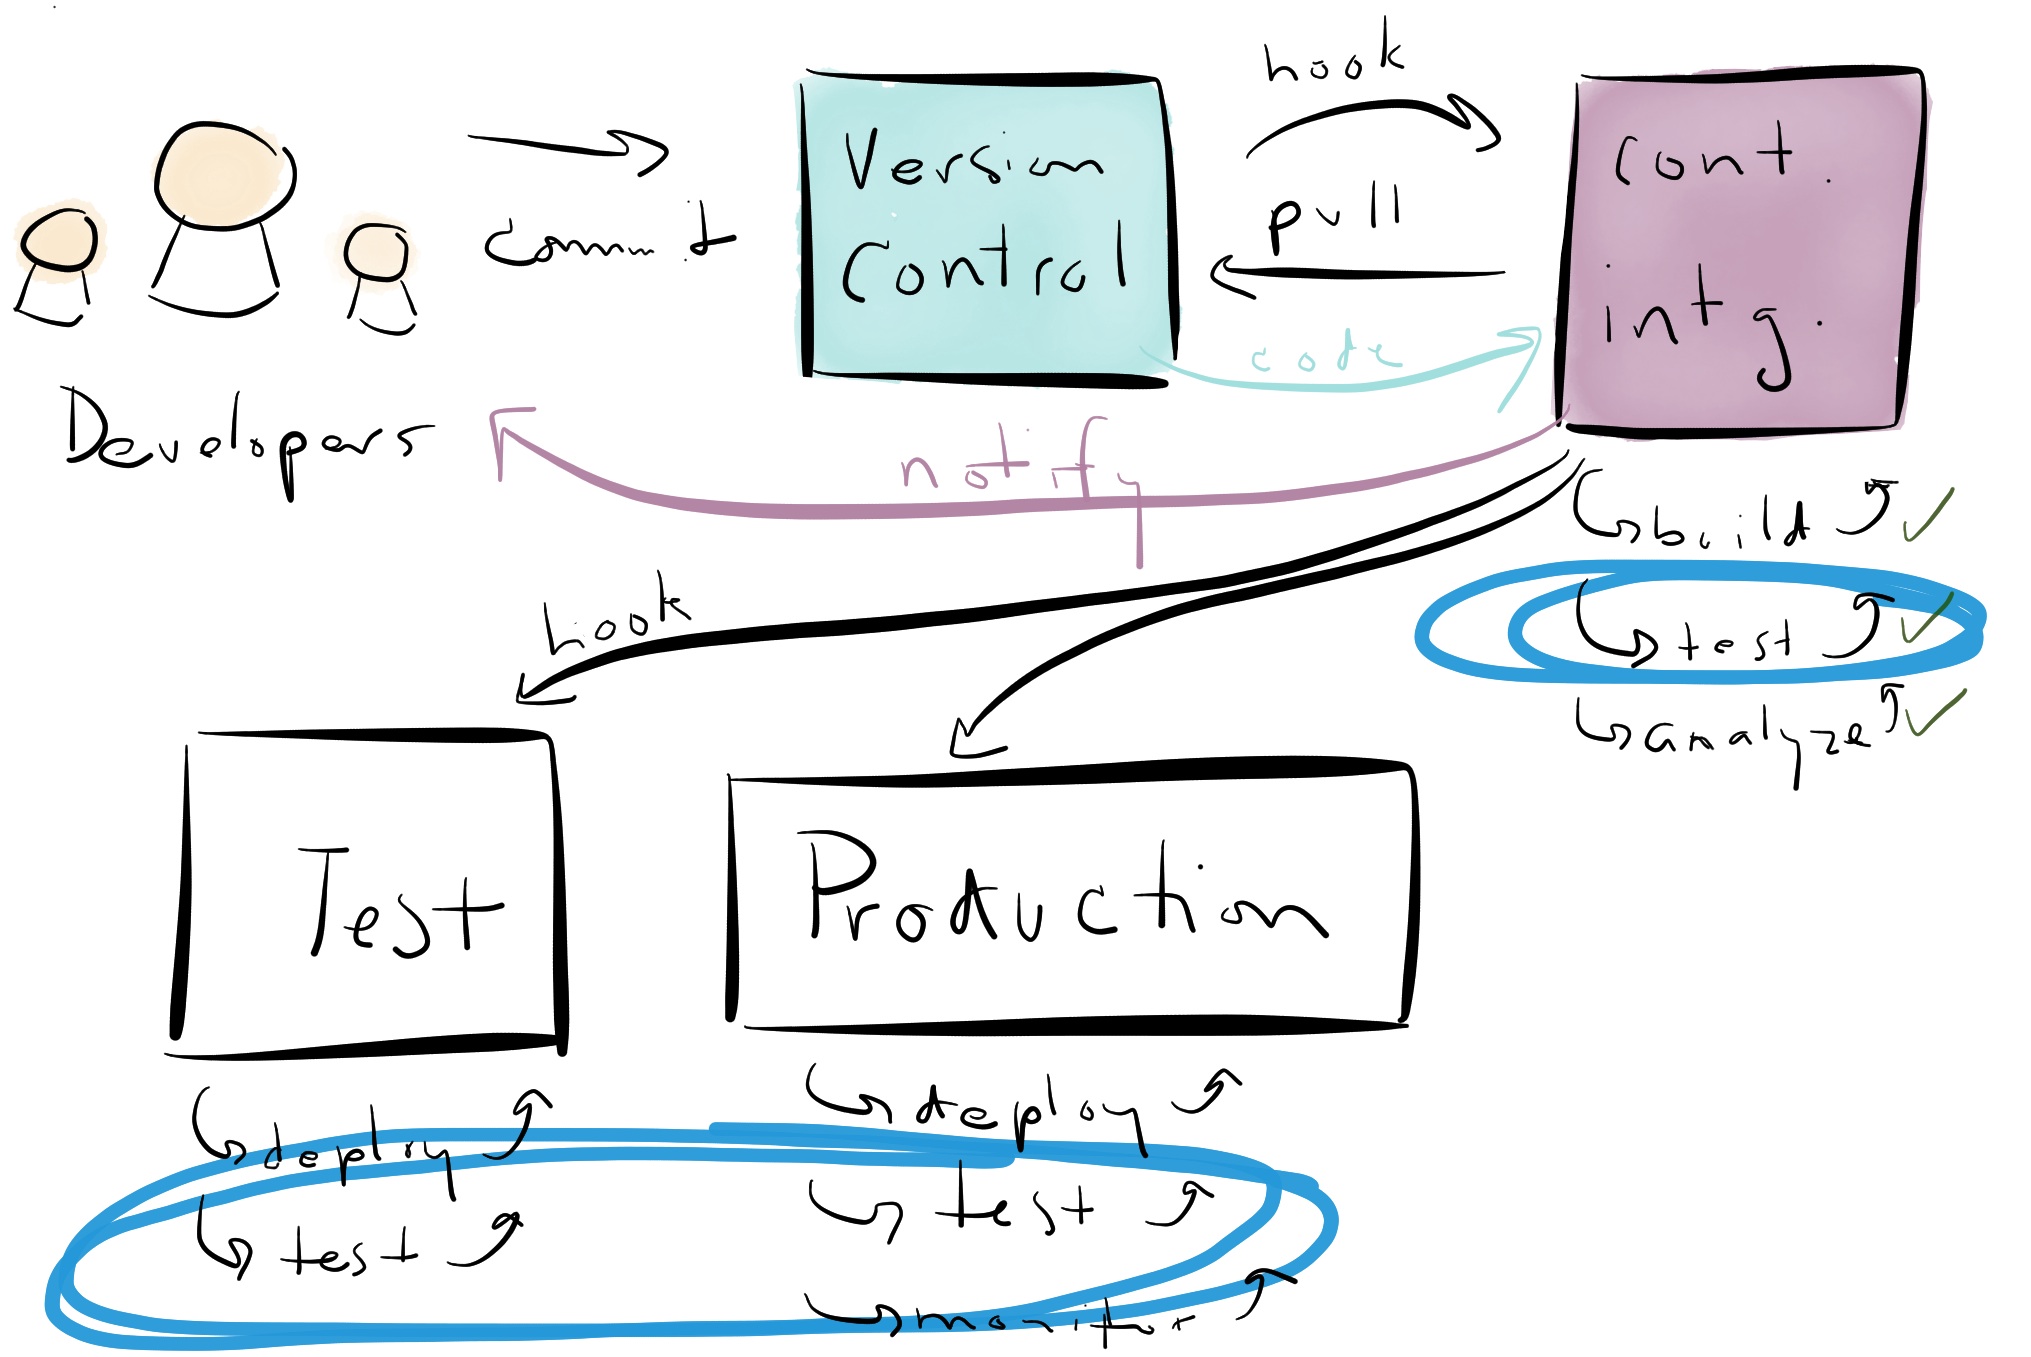 hook
Version
Control
cont.
intg.
commit
pull
code
Developers
notify
build
hook
test
analyze
Test
Production
deploy
test
deploy
test
monitor